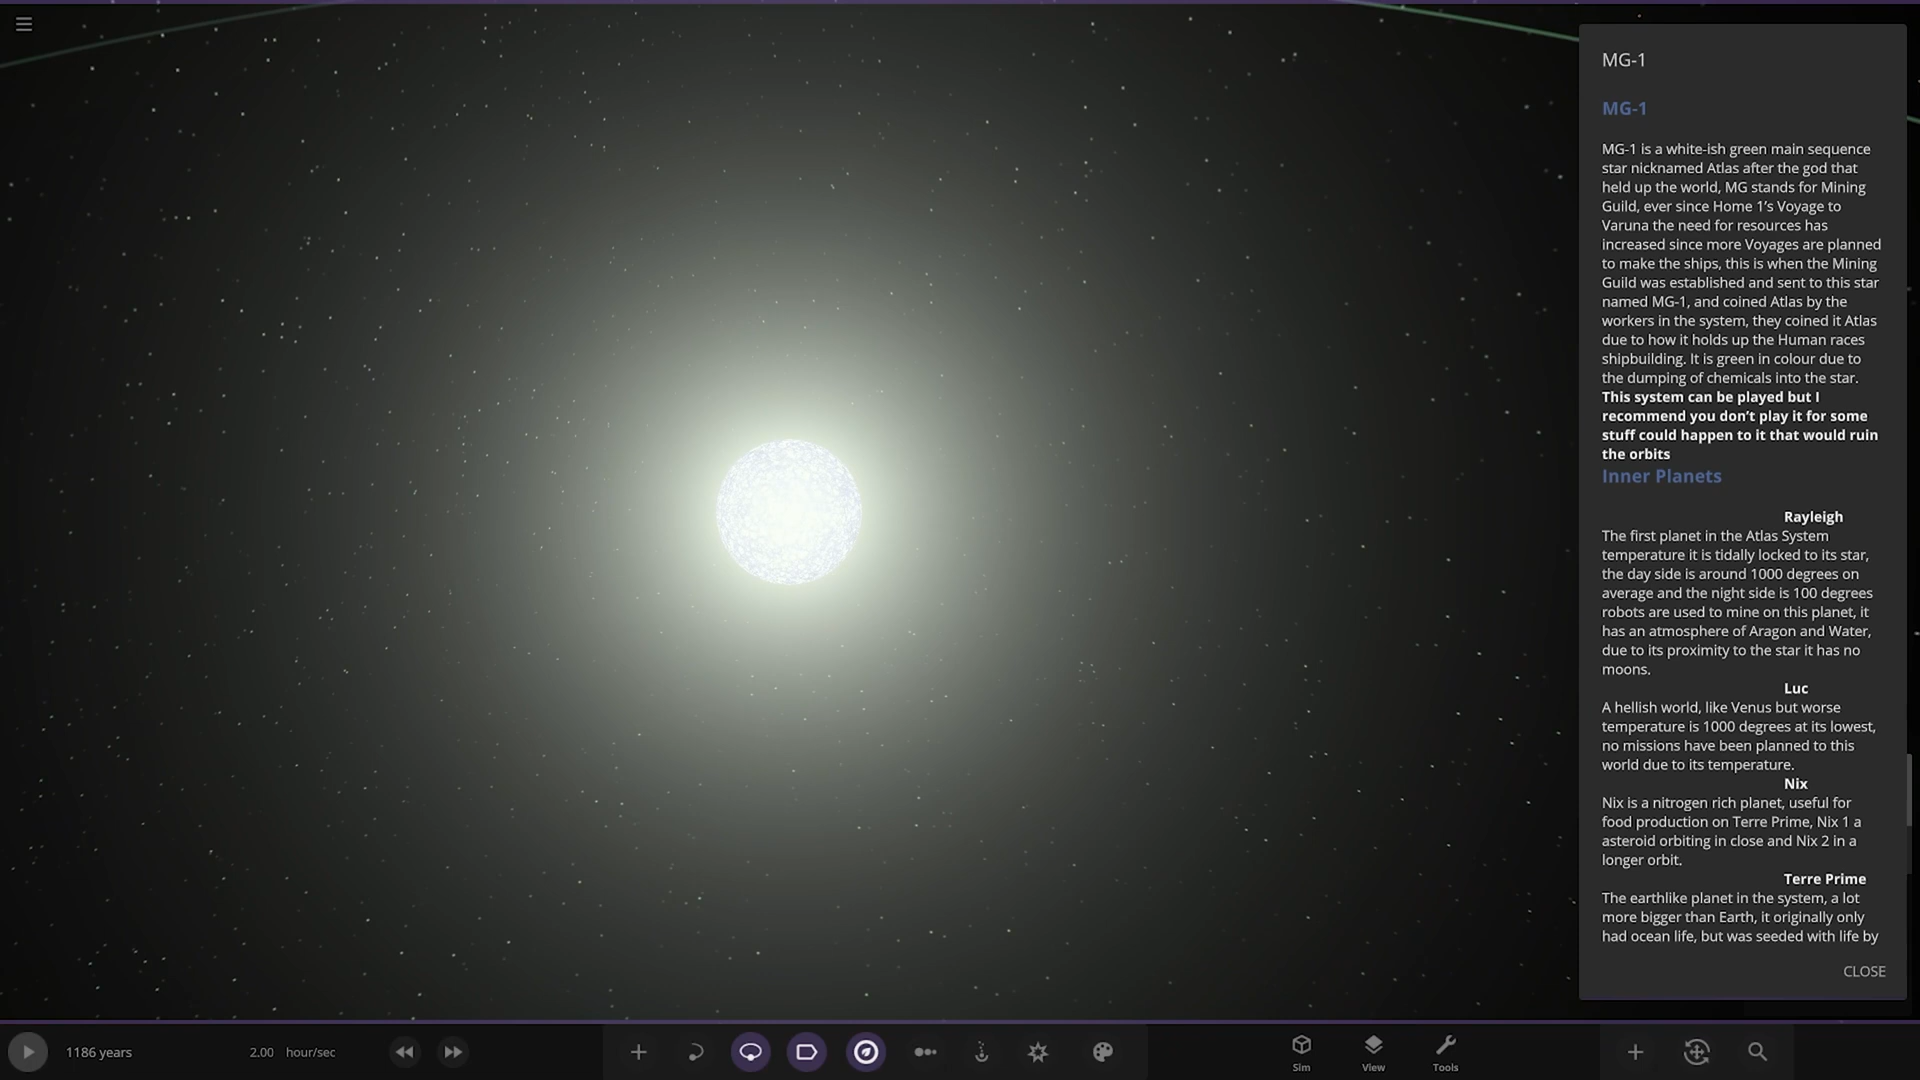 MG-1
MG-1
MG-1 is a white-ish green main sequence
star nicknamed Atlas after the god that
held up the world, MG stands for Mining
Guild, ever since Home 1's Voyage to
Varuna the need for resources has
increased since more Voyages are planned
to make the ships, this is when the Mining
Guild was established and sent to this star
named MG-1, and coined Atlas by the
workers in the system, they coined it Atlas
due to how it holds up the Human races
shipbuilding. It is green in colour due to
the dumping of chemicals into the star.
This system can be played but I
recommend you don't play it for some
stuff could happen to it that would ruin
the orbits
Inner Planets
Rayleigh
The first planet in the Atlas System
temperature it is tidally locked to its star,
the day side is around 1000 degrees on
average and the night side is 100 degrees
robots are used to mine on this planet, it
has an atmosphere of Aragon and Water,
due to its proximity to the star it has no
moons.
Luc
A hellish world, like Venus but worse
temperature is 1000 degrees at its lowest,
no missions have been planned to this
world due to its temperature.
Nix
Nix is a nitrogen rich planet, useful for
food production on Terre Prime, Nix 1 a
asteroid orbiting in close and Nix 2 in a
longer orbit.
Terre Prime
The earthlike planet in the system, a lot
more bigger than Earth, it originally only
had ocean life, but was seeded with life by
CLOSE
1186 years
2.00 hour/sec
Sim
View
Tools